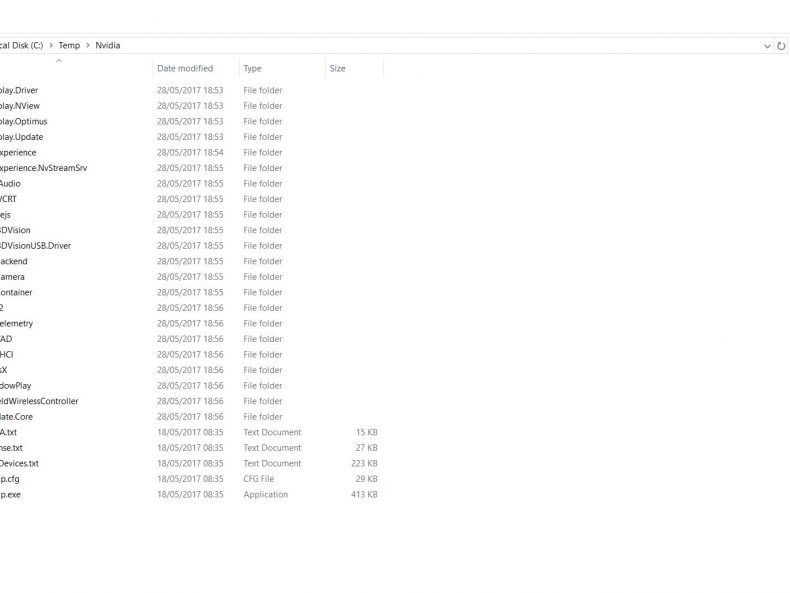 cal Disk (C:) > Temp > Nvidia
Date modified Type Size
play.Driver 28/05/2017 18:53 File folder
play.NView 28/05/2017 18:53 File folder
play.Optimus 28/05/2017 18:53 File folder
play.Update 28/05/2017 18:53 File folder
xperience 28/05/2017 18:54 File folder
xperience.NvStreamSrv 28/05/2017 18:55 File folder
Audio 28/05/2017 18:55 File folder
VCRT 28/05/2017 18:55 File folder
ejs 28/05/2017 18:55 File folder
3DVision 28/05/2017 18:55 File folder
3DVisionUSB.Driver 28/05/2017 18:55 File folder
ackend 28/05/2017 18:55 File folder
amera 28/05/2017 18:55 File folder
ontainer 28/05/2017 18:55 File folder
2 28/05/2017 18:56 File folder
elemetry 28/05/2017 18:56 File folder
AD 28/05/2017 18:56 File folder
HCI 28/05/2017 18:56 File folder
sX 28/05/2017 18:56 File folder
dowPlay 28/05/2017 18:56 File folder
eldWirelessController 28/05/2017 18:56 File folder
date.Core 28/05/2017 18:56 File folder
A.txt 18/05/2017 08:35 Text Document 15 KB
nse.txt 18/05/2017 08:35 Text Document 27 KB
Devices.txt 18/05/2017 08:35 Text Document 223 KB
p.cfg 18/05/2017 08:35 CFG File 29 KB
p.exe 18/05/2017 08:35 Application 413 KB